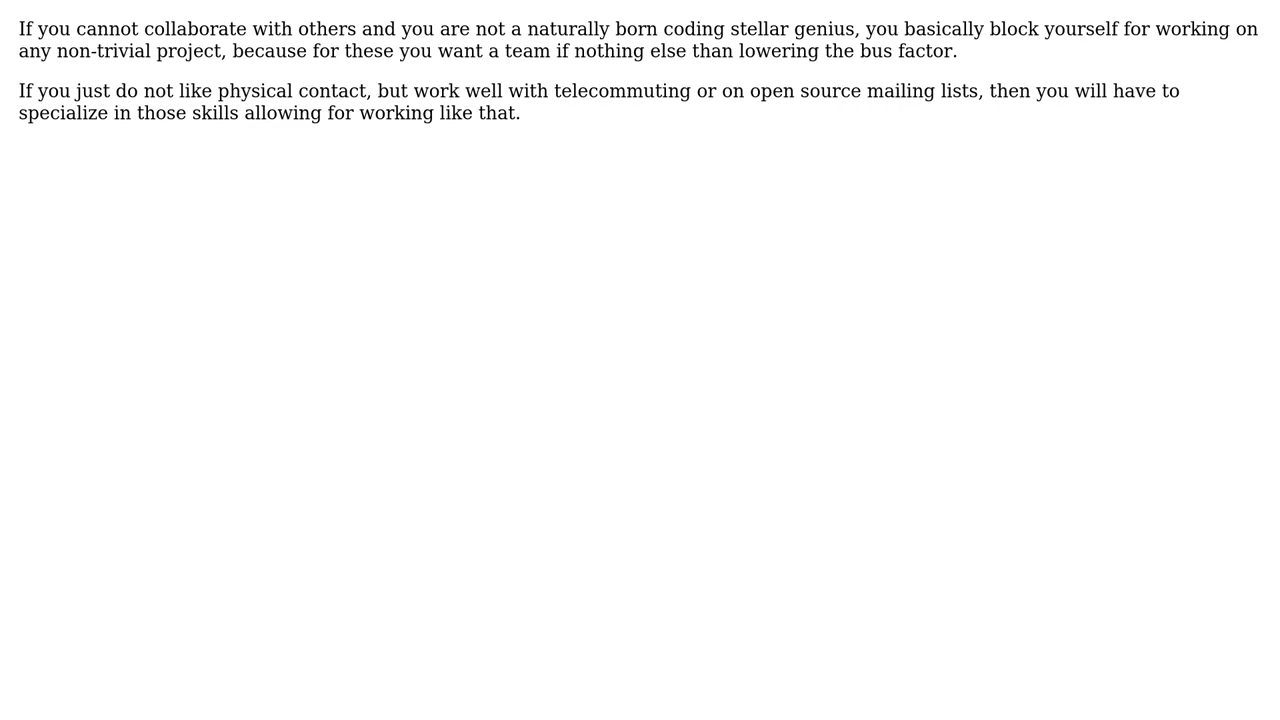 If you cannot collaborate with others and you are not a naturally born coding stellar genius, you basically block yourself for working on
any non-trivial project, because for these you want a team if nothing else than lowering the bus factor.
If you just do not like physical contact, but work well with telecommuting or on open source mailing lists, then you will have to
specialize in those skills allowing for working like that.